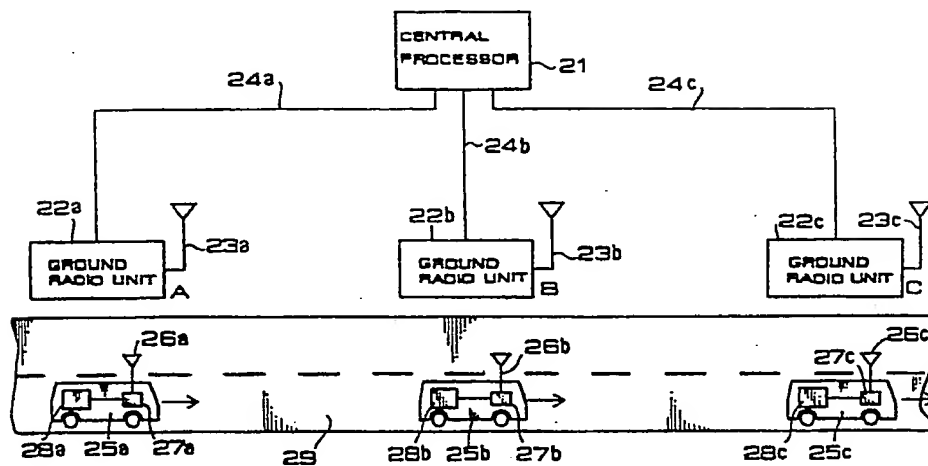 CENTRAL
PROCESSOR
21
24a
24c
24b
22a
22b
22c
23c
23a
23b
GROUND
RADIO UNIT
A
GROUND
RADIO UNIT
B
GROUND
RADIO UNIT
C
26a
26b
27c
26c
28a
25a
27a
29
28b
25b
27b
28c
25c